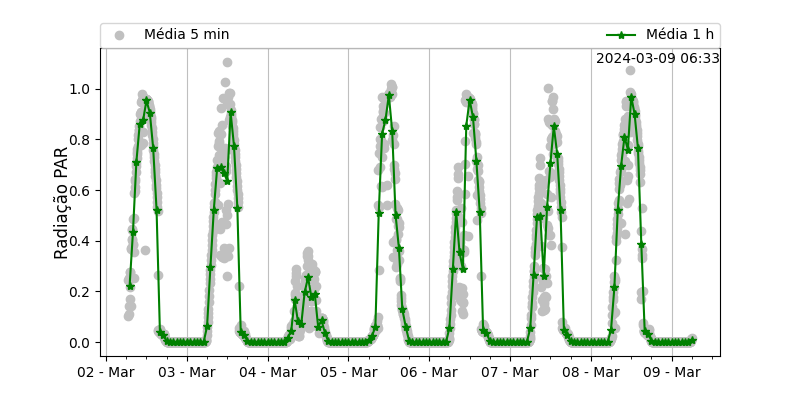 Média 5 min
Média 1 h
2024-03-09 06:33
Radiação PAR
1.0
0.8
0.6
0.4
0.2
0.0
02 - Mar
03 - Mar
04 - Mar
05 - Mar
06 - Mar
07 - Mar
08 - Mar
09 - Mar